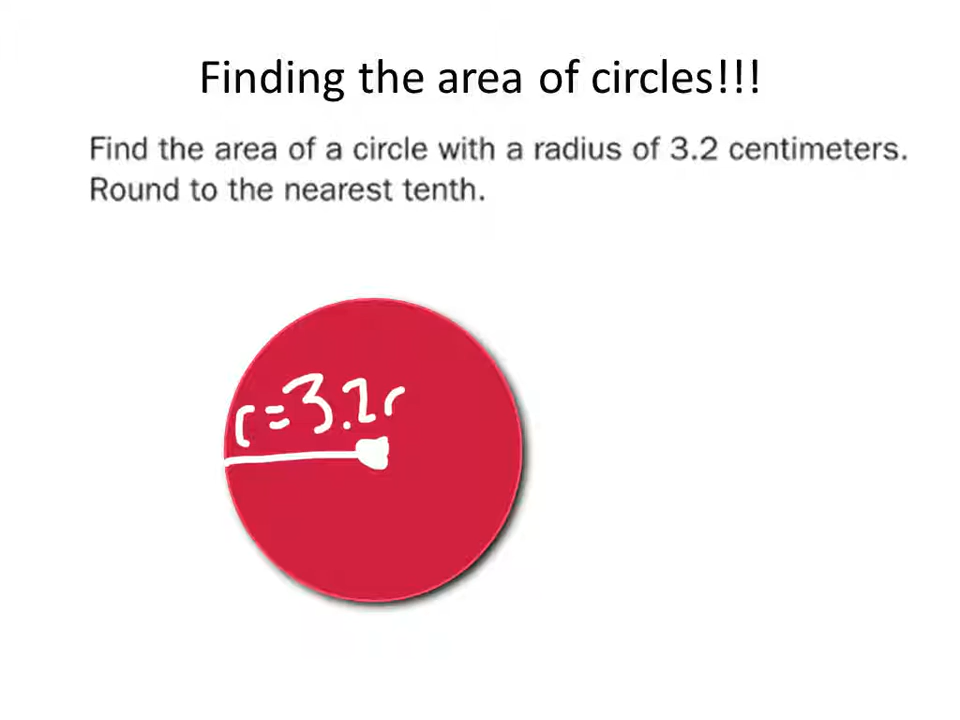 Finding the area of circles!!!
Find the area of a circle with a radius of 3.2 centimeters.
Round to the nearest tenth.
r=3.2r